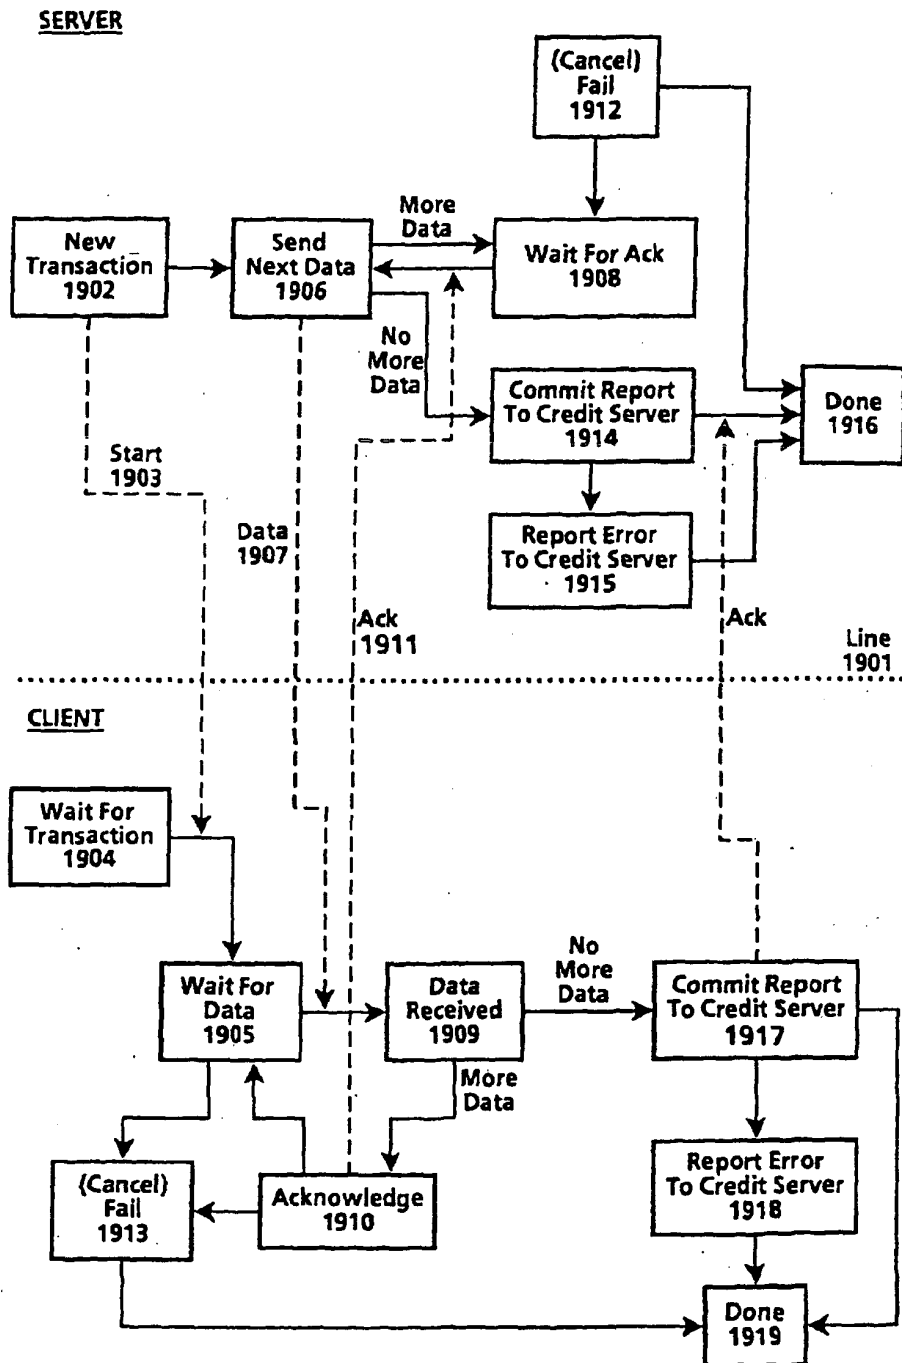 SERVER
(Cancel)
Fail
1912
New
Transaction
1902
Send
Next Data
1906
More
Data
Wait For Ack
1908
No
More
Data
Commit Report
To Credit Server
1914
Done
1916
Start
1903
Data
1907
Report Error
To Credit Server
1915
Ack
1911
Ack
Line
1901
CLIENT
Wait For
Transaction
1904
Wait For
Data
1905
Data
Received
1909
No
More
Data
Commit Report
To Credit Server
1917
More
Data
(Cancel)
Fail
1913
Acknowledge
1910
Report Error
To Credit Server
1918
Done
1919